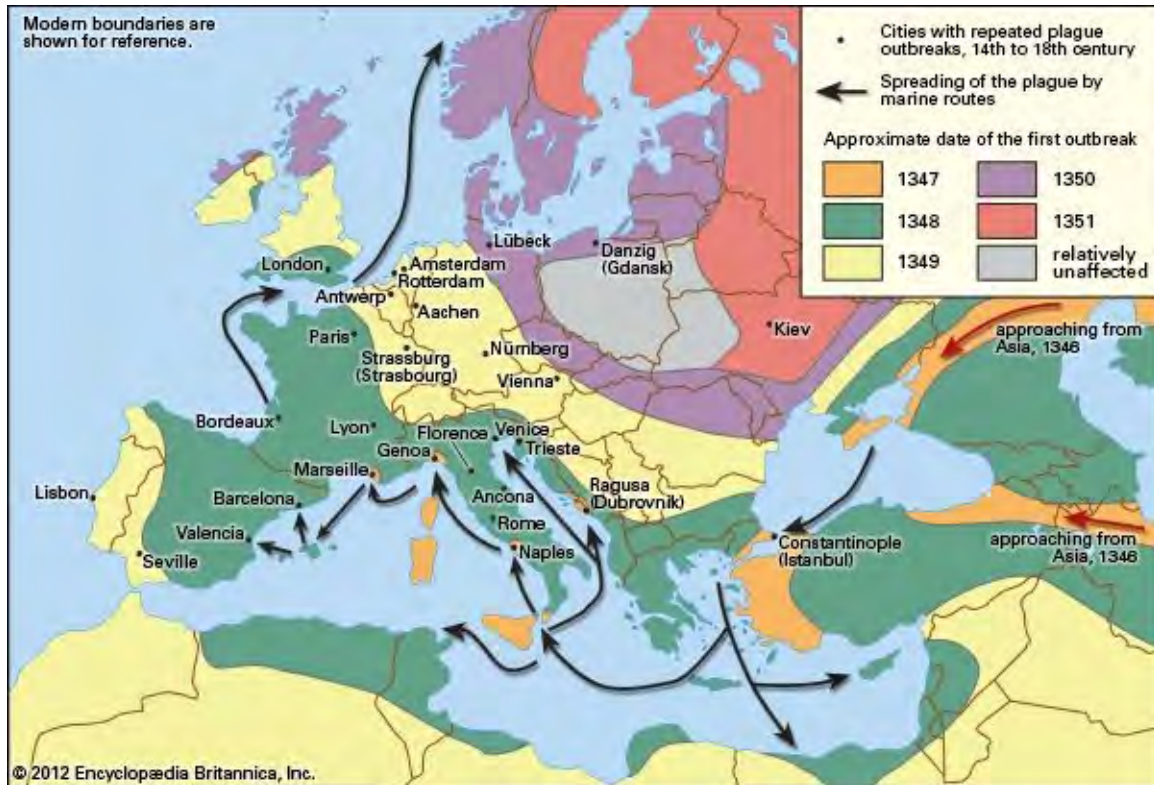 Modern boundaries are
shown for reference.
Cities with repeated plague
outbreaks, 14th to 18th century
Spreading of the plague by
marine routes
Approximate date of the first outbreak
1347
1350
1348
1351
1349
relatively
unaffected
Lübeck
Danzig
(Gdansk)
London
Amsterdam
Rotterdam
Antwerp
Aachen
Kiev
approaching from
Asia, 1346
Paris
Strassburg
(Strasbourg)
Nürnberg
Vienna
Bordeaux
Lyon
Florence
Venice
Trieste
Genoa
Marseille
Lisbon
Barcelona
Ancona
Ragusa
(Dubrovnik)
Valencia
Rome
Seville
Naples
Constantinople
(Istanbul)
approaching from
Asia, 1346
© 2012 Encyclopædia Britannica, Inc.